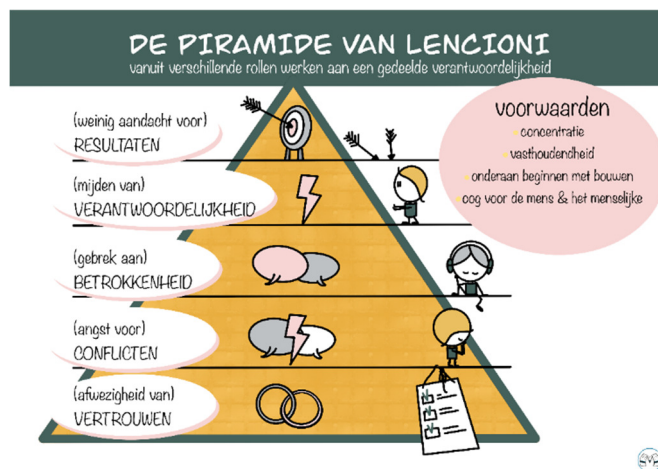 DE PIRAMIDE VAN LENCIONI
vanuit verschillende rollen werken aan een gedeelde verantwoordelijkheid
(weinig aandacht voor)
RESULTATEN
(mijden van)
VERANTWOORDELIJKHEID
(gebrek aan)
BETROKKENHEID
(angst voor)
CONFLICTEN
(afwezigheid van)
VERTROUWEN
voorwaarden
concentratie
vasthoudendheid
onderaan beginnen met bouwen
oog voor de mens & het menselijke